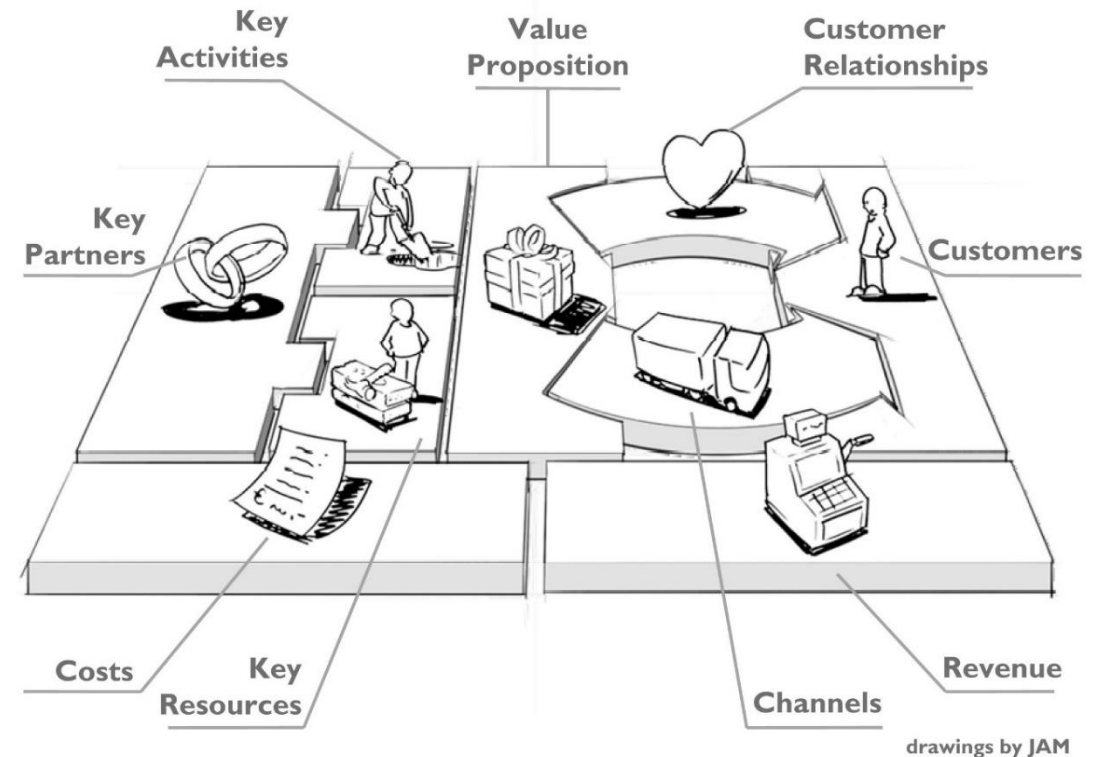 Key
Activities
Value
Proposition
Customer
Relationships
Key
Partners
Customers
Costs
Key
Resources
Channels
Revenue
drawings by JAM